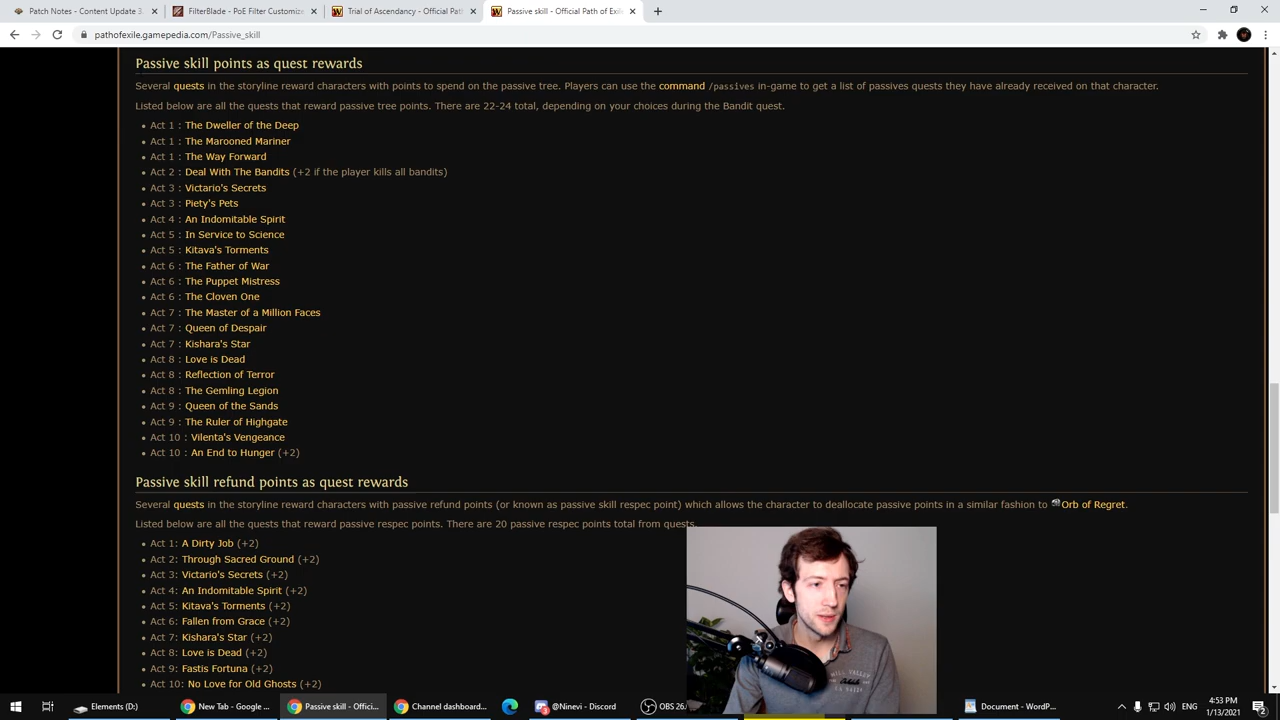 Patch Notes - Content Update 3.
FilterBlade - PoE Filter Customize
Trial of Ascendancy - Official Path
Passive skill - Official Path of Exile
pathofexile.gamepedia.com/Passive_skill
Passive skill points as quest rewards
Several quests in the storyline reward characters with points to spend on the passive tree. Players can use the command /passives in-game to get a list of passives quests they have already received on that character.
Listed below are all the quests that reward passive tree points. There are 22-24 total, depending on your choices during the Bandit quest.
Act 1 : The Dweller of the Deep
Act 1 : The Marooned Mariner
Act 1 : The Way Forward
Act 2 : Deal With The Bandits (+2 if the player kills all bandits)
Act 3 : Victario's Secrets
Act 3 : Piety's Pets
Act 4 : An Indomitable Spirit
Act 5 : In Service to Science
Act 5 : Kitava's Torments
Act 6 : The Father of War
Act 6 : The Puppet Mistress
Act 6 : The Cloven One
Act 7 : The Master of a Million Faces
Act 7 : Queen of Despair
Act 7 : Kishara's Star
Act 8 : Love is Dead
Act 8 : Reflection of Terror
Act 8 : The Gemling Legion
Act 9 : Queen of the Sands
Act 9 : The Ruler of Highgate
Act 10 : Vilenta's Vengeance
Act 10 : An End to Hunger (+2)
Passive skill refund points as quest rewards
Several quests in the storyline reward characters with passive refund points (or known as passive skill respec point) which allows the character to deallocate passive points in a similar fashion to Orb of Regret.
Listed below are all the quests that reward passive respec points. There are 20 passive respec points total from quests.
Act 1: A Dirty Job (+2)
Act 2: Through Sacred Ground (+2)
Act 3: Victario's Secrets (+2)
Act 4: An Indomitable Spirit (+2)
Act 5: Kitava's Torments (+2)
Act 6: Fallen from Grace (+2)
Act 7: Kishara's Star (+2)
Act 8: Love is Dead (+2)
Act 9: Fastis Fortuna (+2)
Act 10: No Love for Old Ghosts (+2)
Elements (D:)
New Tab - Google ...
Passive skill - Offici...
Channel dashboard...
@Ninevi - Discord
OBS 26.
Document - WordP...
ENG
4:53 PM
1/13/2021